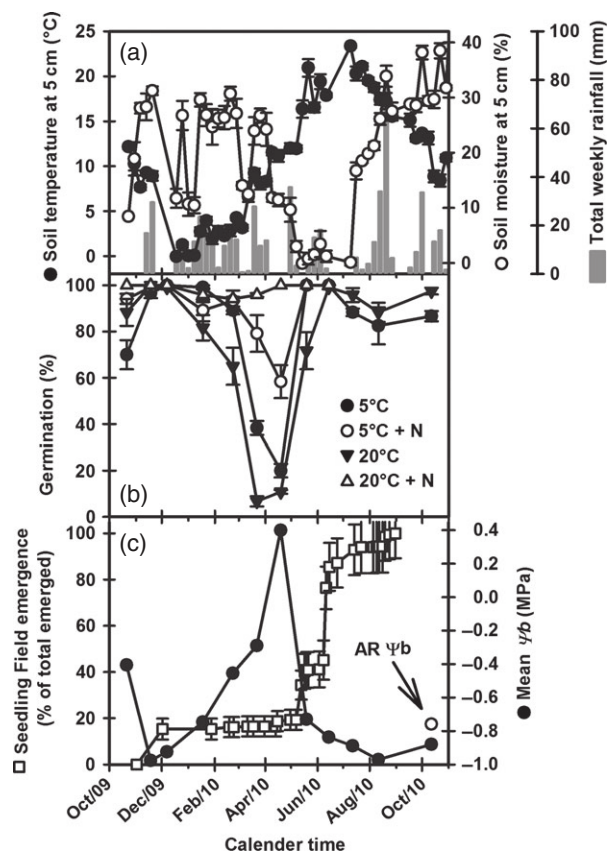 (a)
● Soil temperature at 5 cm (°C)
25
20
15
10
5
0
40
30
20
10
0
○ Soil moisture at 5 cm (%)
100
80
60
40
20
0
Total weekly rainfall (mm)
Germination (%)
100
80
60
40
20
0
(b)
5°C
5°C + N
20°C
20°C + N
(c)
□ Seedling Field emergence
(% of total emerged)
100
80
60
40
20
0
AR Ψb
0.4
0.2
0.0
–0.2
–0.4
–0.6
–0.8
–1.0
● Mean Ψb (MPa)
Oct/09
Dec/09
Feb/10
Apr/10
Jun/10
Aug/10
Oct/10
Calender time